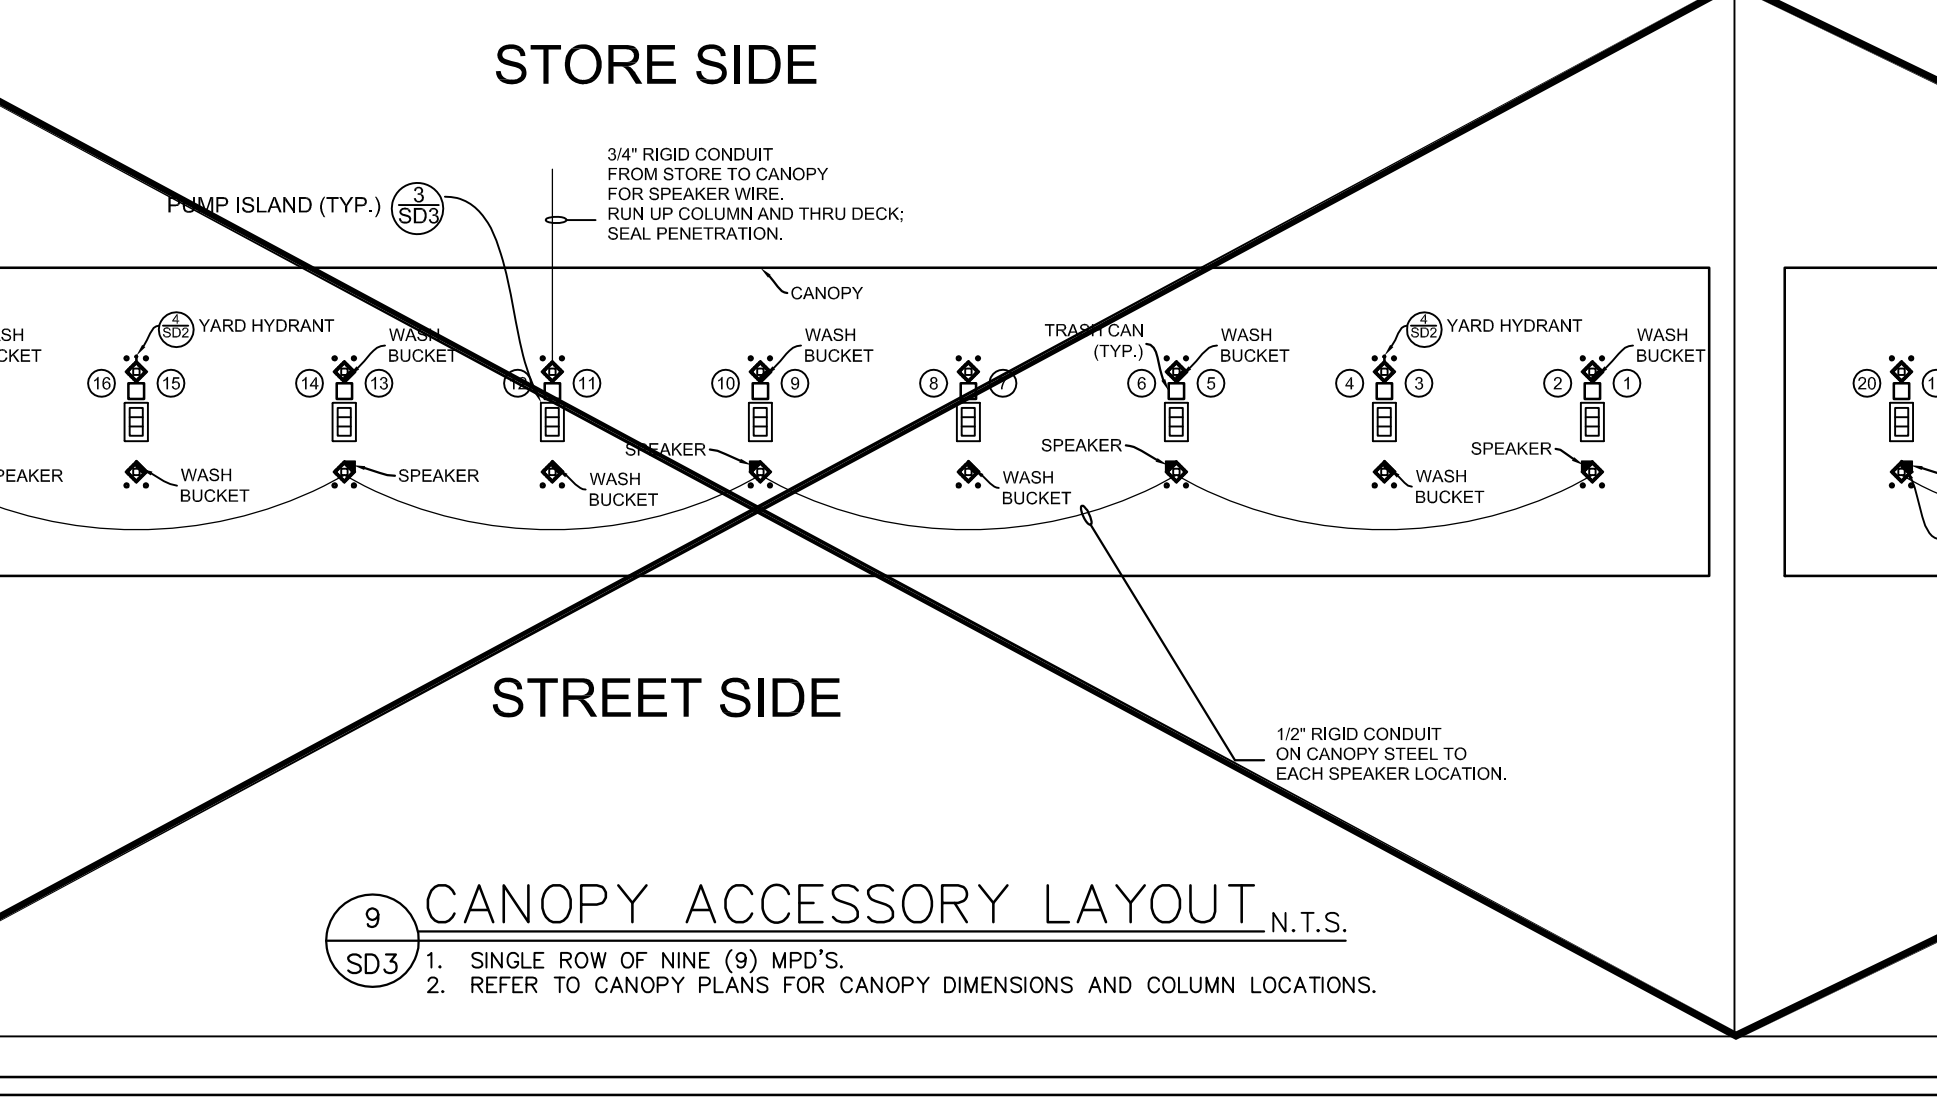 STORE SIDE
3/4" RIGID CONDUIT
FROM STORE TO CANOPY
FOR SPEAKER WIRE.
RUN UP COLUMN AND THRU DECK;
SEAL PENETRATION.
PUMP ISLAND (TYP.)
3
SD3
CANOPY
SH
CKET
4
SD2
YARD HYDRANT
WASH
BUCKET
WASH
BUCKET
TRASH CAN
(TYP.)
WASH
BUCKET
4
SD2
YARD HYDRANT
WASH
BUCKET
16 15 14 13 12 11 10 9 8 7 6 5 4 3 2 1 20
PEAKER
WASH
BUCKET
SPEAKER
WASH
BUCKET
SPEAKER
WASH
BUCKET
SPEAKER
WASH
BUCKET
SPEAKER
STREET SIDE
1/2" RIGID CONDUIT
ON CANOPY STEEL TO
EACH SPEAKER LOCATION.
9
SD3
CANOPY ACCESSORY LAYOUT N.T.S.
1. SINGLE ROW OF NINE (9) MPD'S.
2. REFER TO CANOPY PLANS FOR CANOPY DIMENSIONS AND COLUMN LOCATIONS.